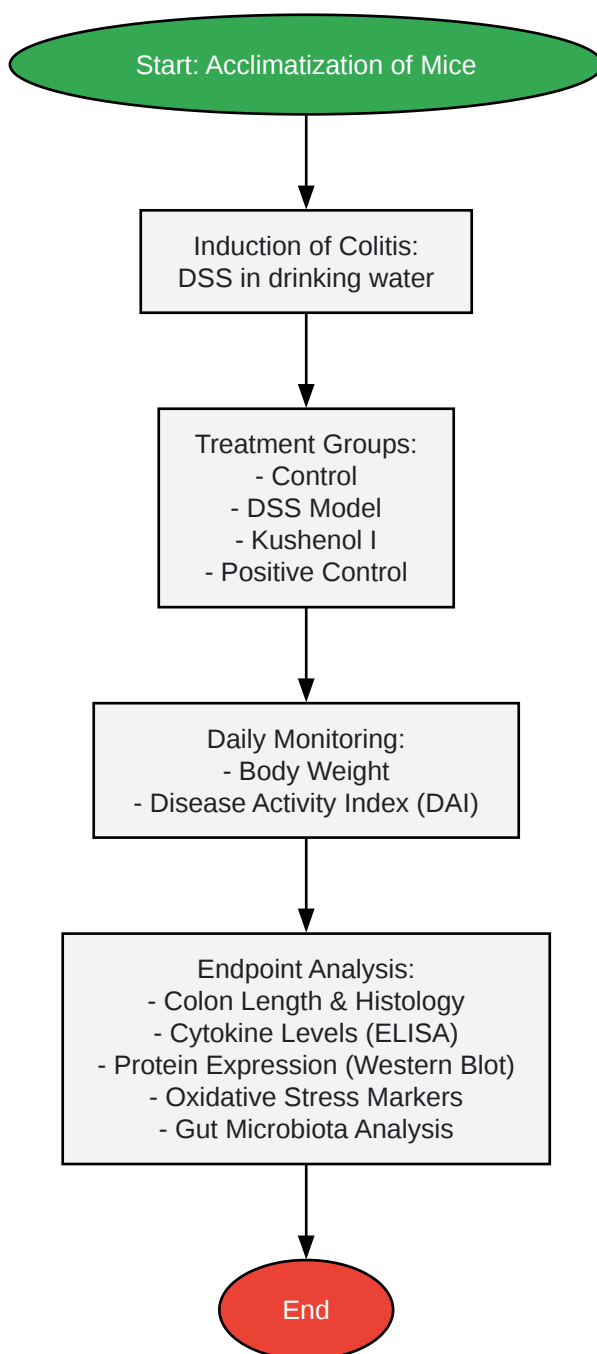 Start: Acclimatization of Mice
Induction of Colitis:
DSS in drinking water
Treatment Groups:
- Control
- DSS Model
- Kushenol I
- Positive Control
Daily Monitoring:
- Body Weight
- Disease Activity Index (DAI)
Endpoint Analysis:
- Colon Length & Histology
- Cytokine Levels (ELISA)
- Protein Expression (Western Blot)
- Oxidative Stress Markers
- Gut Microbiota Analysis
End